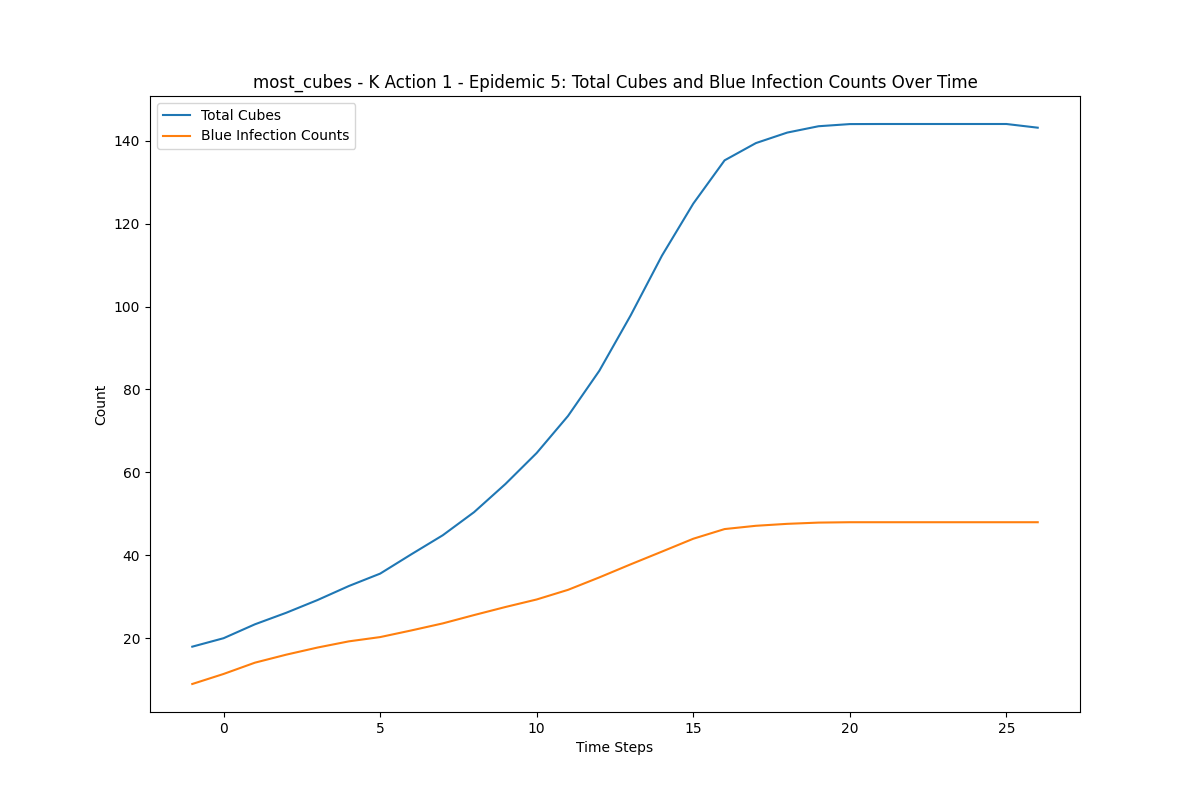 most_cubes - K Action 1 - Epidemic 5: Total Cubes and Blue Infection Counts Over Time
Total Cubes
Blue Infection Counts
140
120
100
80
60
40
20
Count
0 5 10 15 20 25
Time Steps